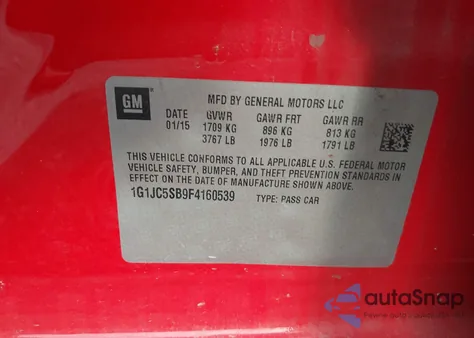 GM
MFD BY GENERAL MOTORS LLC
DATE GVWR GAWR FRT GAWR RR
01/15 1709 KG 896 KG 813 KG
3767 LB 1976 LB 1791 LB
THIS VEHICLE CONFORMS TO ALL APPLICABLE U.S. FEDERAL MOTOR
VEHICLE SAFETY, BUMPER, AND THEFT PREVENTION STANDARDS IN
EFFECT ON THE DATE OF MANUFACTURE SHOWN ABOVE.
1G1JC5SB9F4160539 TYPE: PASS CAR
autoSnap